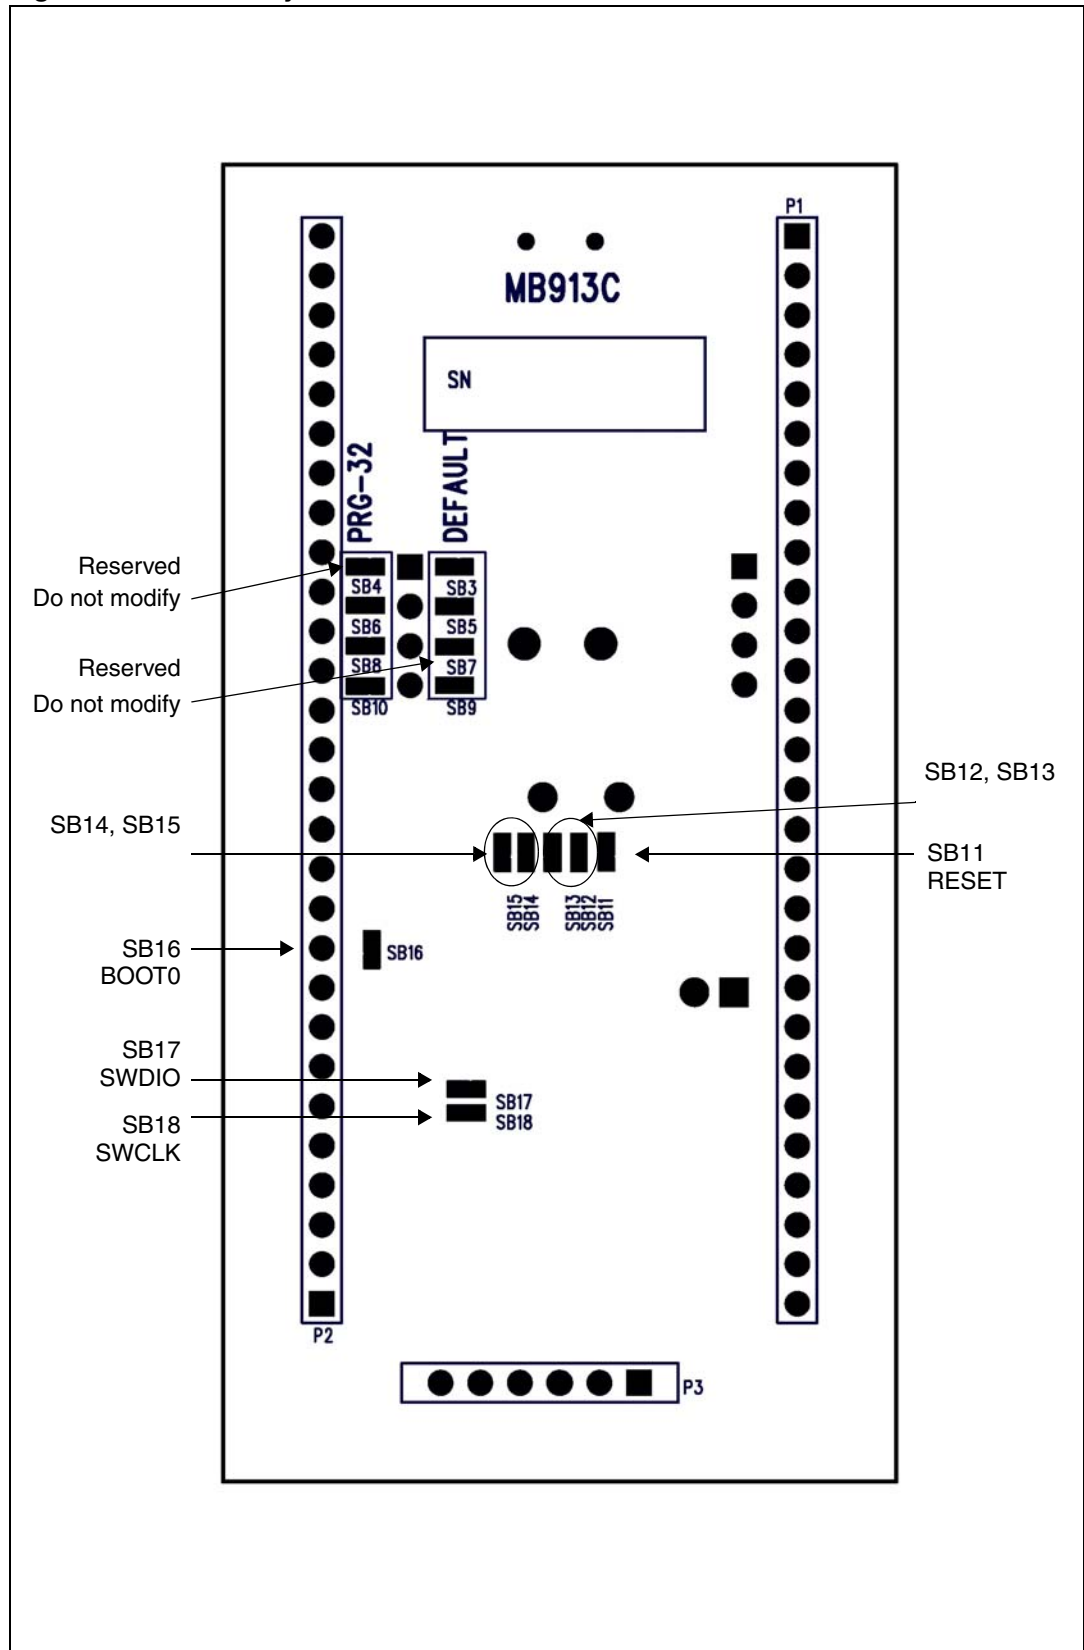 P1
MB913C
SN
PRG-32
DEFAULT
Reserved
Do not modify
SB4
SB3
SB6
SB5
Reserved
Do not modify
SB8
SB7
SB10
SB9
SB12, SB13
SB14, SB15
SB11
RESET
SB15
SB14
SB13
SB12
SB11
SB16
BOOT0
SB16
SB17
SWDIO
SB17
SB18
SB18
SWCLK
P2
P3